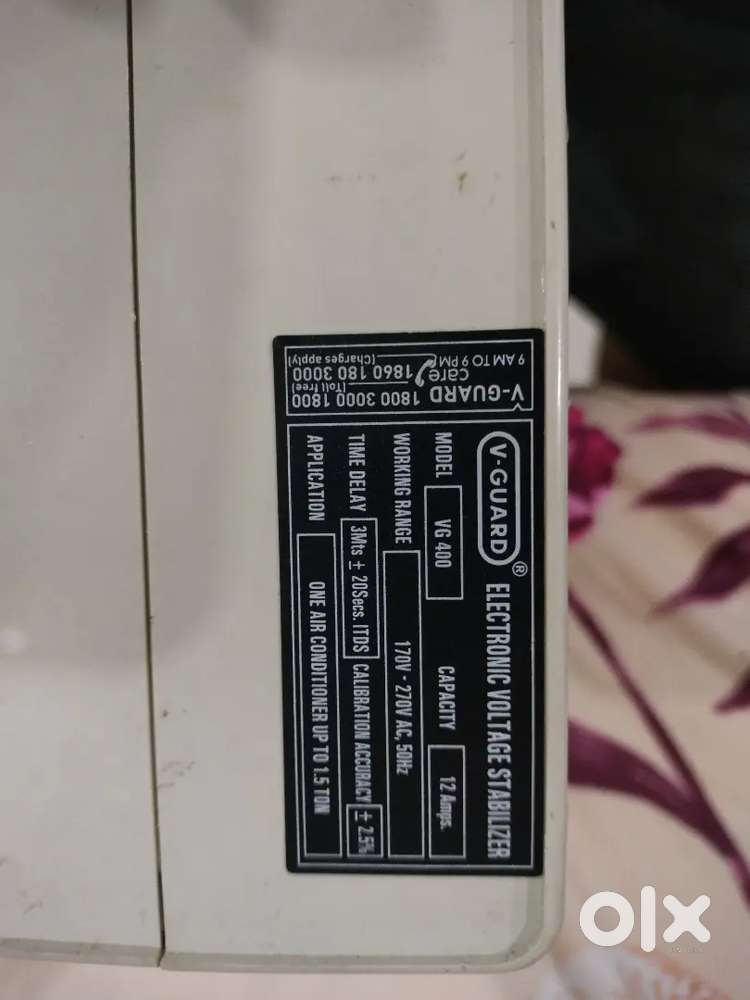 V-GUARD® ELECTRONIC VOLTAGE STABILIZER
MODEL VG 400 CAPACITY 12 Amps.
WORKING RANGE 170V - 270V AC, 50Hz
TIME DELAY 3Mts ± 20Secs. ITDS CALIBRATION ACCURACY ± 2.5%
APPLICATION ONE AIR CONDITIONER UP TO 1.5 TON
V-GUARD 1800 3000 1800
care (Toll free)
1860 180 3000
9 AM TO 9 PM (Charges apply)
olx